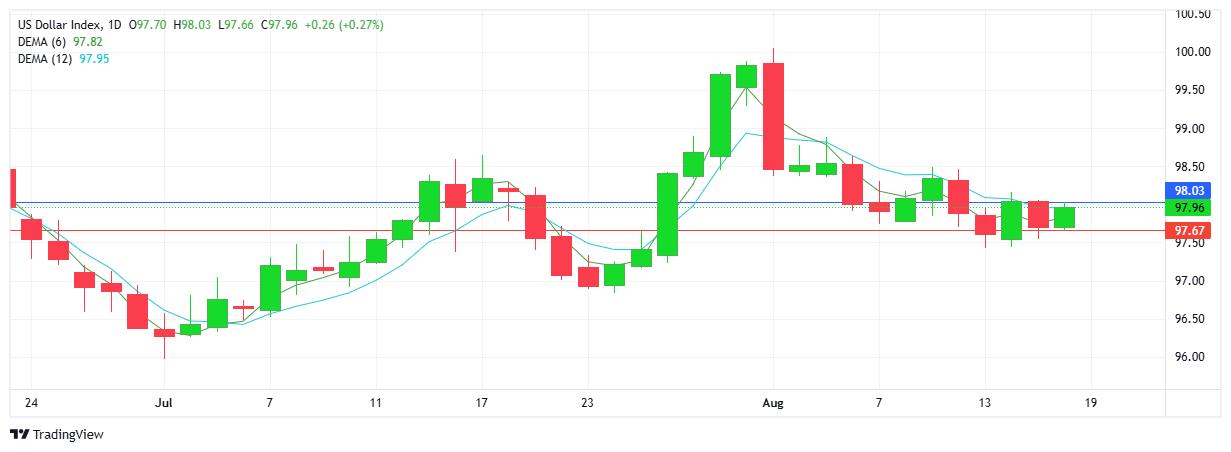 US Dollar Index, 1D O97.70 H98.03 L97.66 C97.96 +0.26 (+0.27%)
DEMA (6) 97.82
DEMA (12) 97.95
100.50
100.00
99.50
99.00
98.50
98.03
97.96
97.67
97.50
97.00
96.50
96.00
24 Jul 7 11 17 23 Aug 7 13 19
TradingView